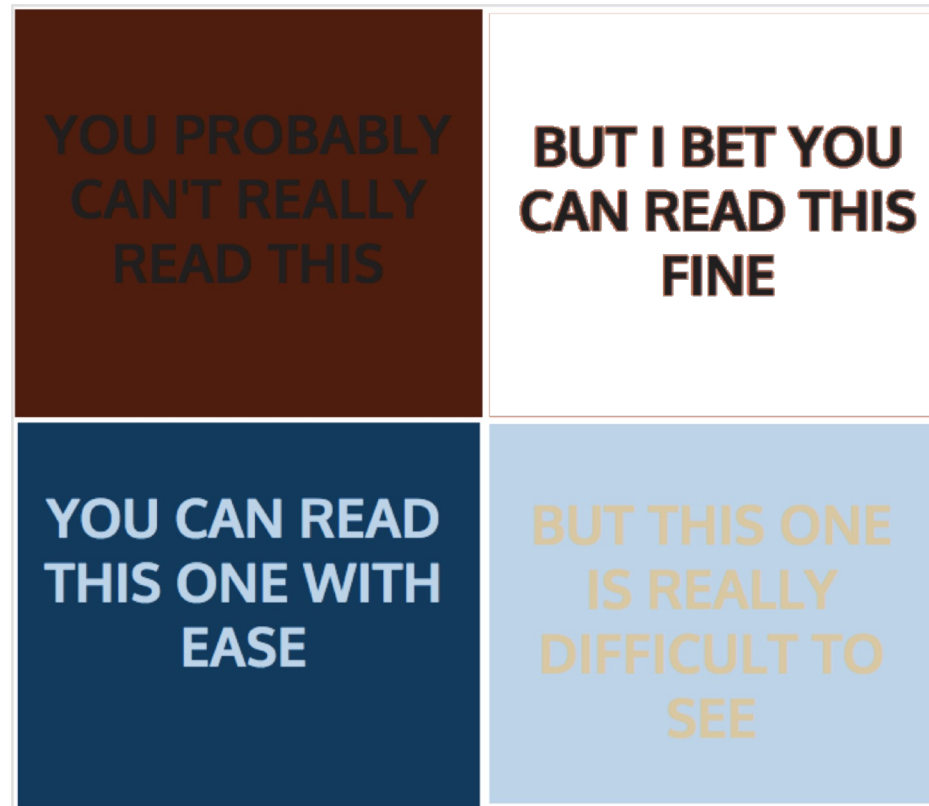 YOU PROBABLY
CAN'T REALLY
READ THIS
BUT I BET YOU
CAN READ THIS
FINE
YOU CAN READ
THIS ONE WITH
EASE
BUT THIS ONE
IS REALLY
DIFFICULT TO
SEE